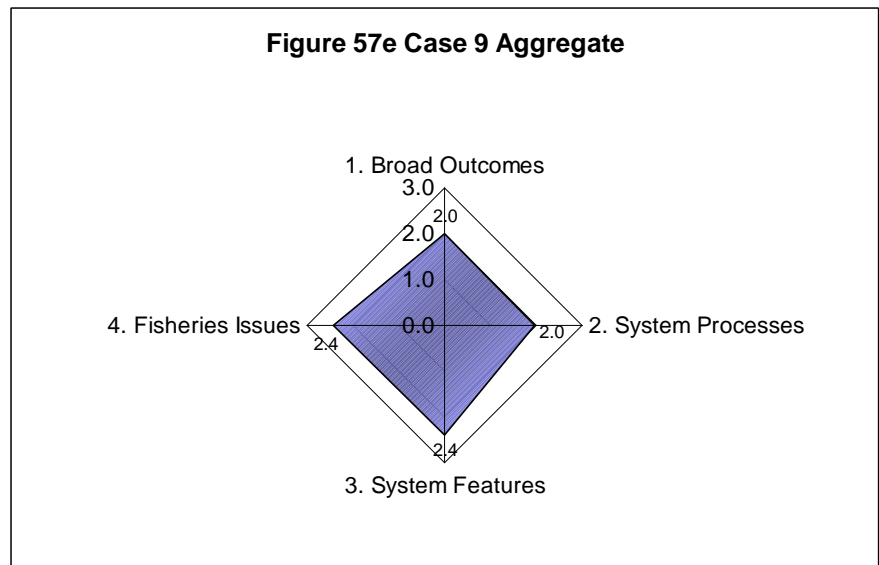 Figure 57e Case 9 Aggregate
1. Broad Outcomes
3.0
2.0
2.0
1.0
4. Fisheries Issues
0.0
2. System Processes
2.0
2.4
2.4
3. System Features